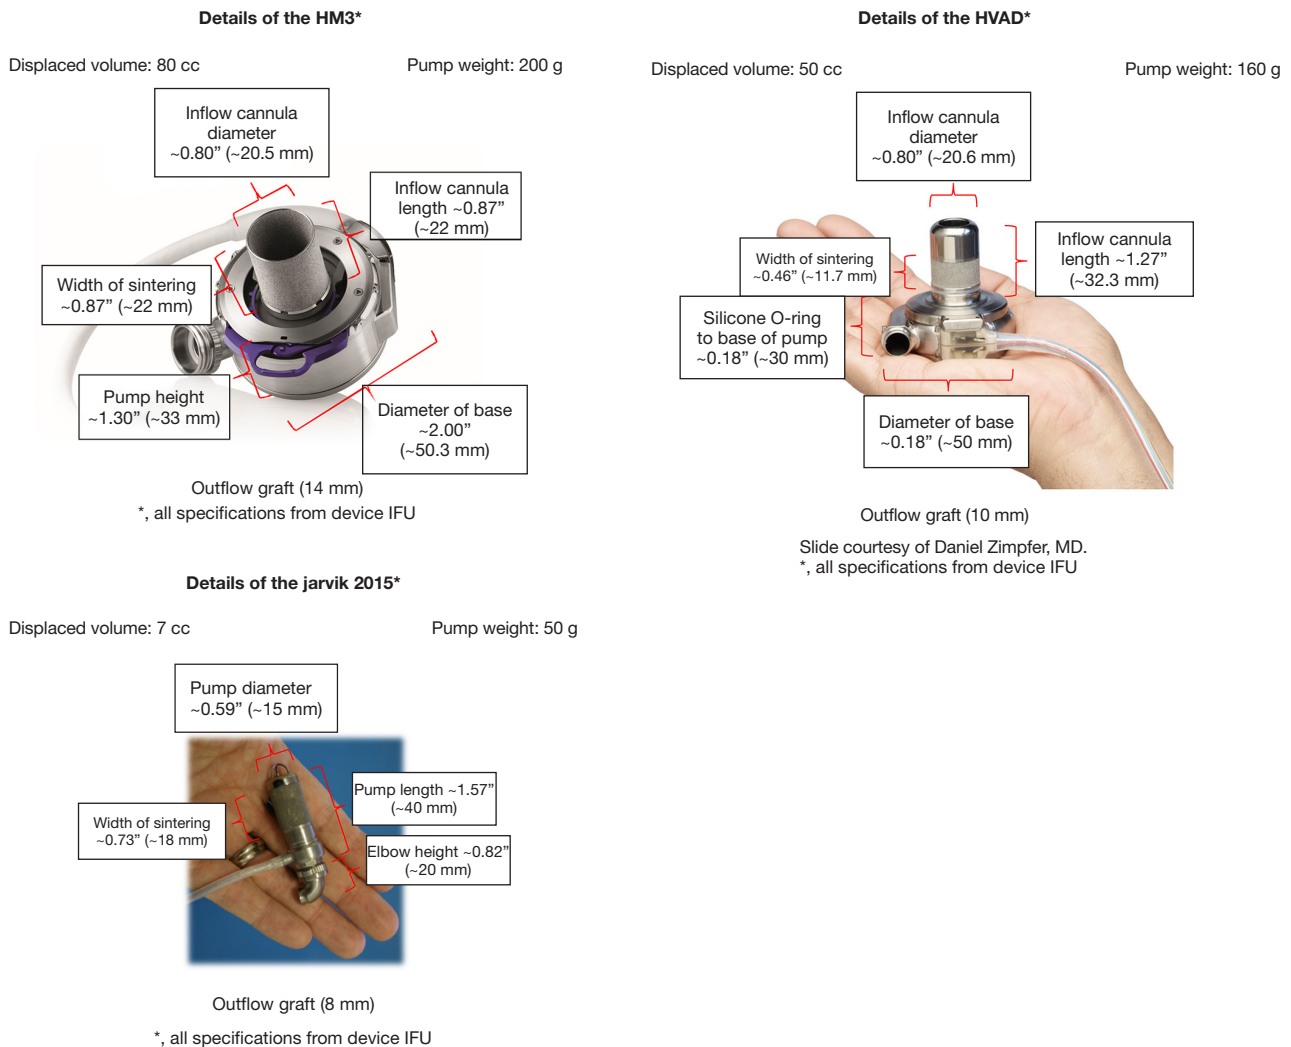 Details of the HM3*
Displaced volume: 80 cc
Pump weight: 200 g
Inflow cannula
diameter
~0.80” (~20.5 mm)
Inflow cannula
length ~0.87”
(~22 mm)
Width of sintering
~0.87” (~22 mm)
Pump height
~1.30” (~33 mm)
Diameter of base
~2.00”
(~50.3 mm)
Outflow graft (14 mm)
*, all specifications from device IFU
Details of the HVAD*
Displaced volume: 50 cc
Pump weight: 160 g
Inflow cannula
diameter
~0.80” (~20.6 mm)
Width of sintering
~0.46” (~11.7 mm)
Inflow cannula
length ~1.27”
(~32.3 mm)
Silicone O-ring
to base of pump
~0.18” (~30 mm)
Diameter of base
~0.18” (~50 mm)
Outflow graft (10 mm)
Slide courtesy of Daniel Zimpfer, MD.
*, all specifications from device IFU
Details of the jarvik 2015*
Displaced volume: 7 cc
Pump weight: 50 g
Pump diameter
~0.59” (~15 mm)
Pump length ~1.57”
(~40 mm)
Width of sintering
~0.73” (~18 mm)
Elbow height ~0.82”
(~20 mm)
Outflow graft (8 mm)
*, all specifications from device IFU